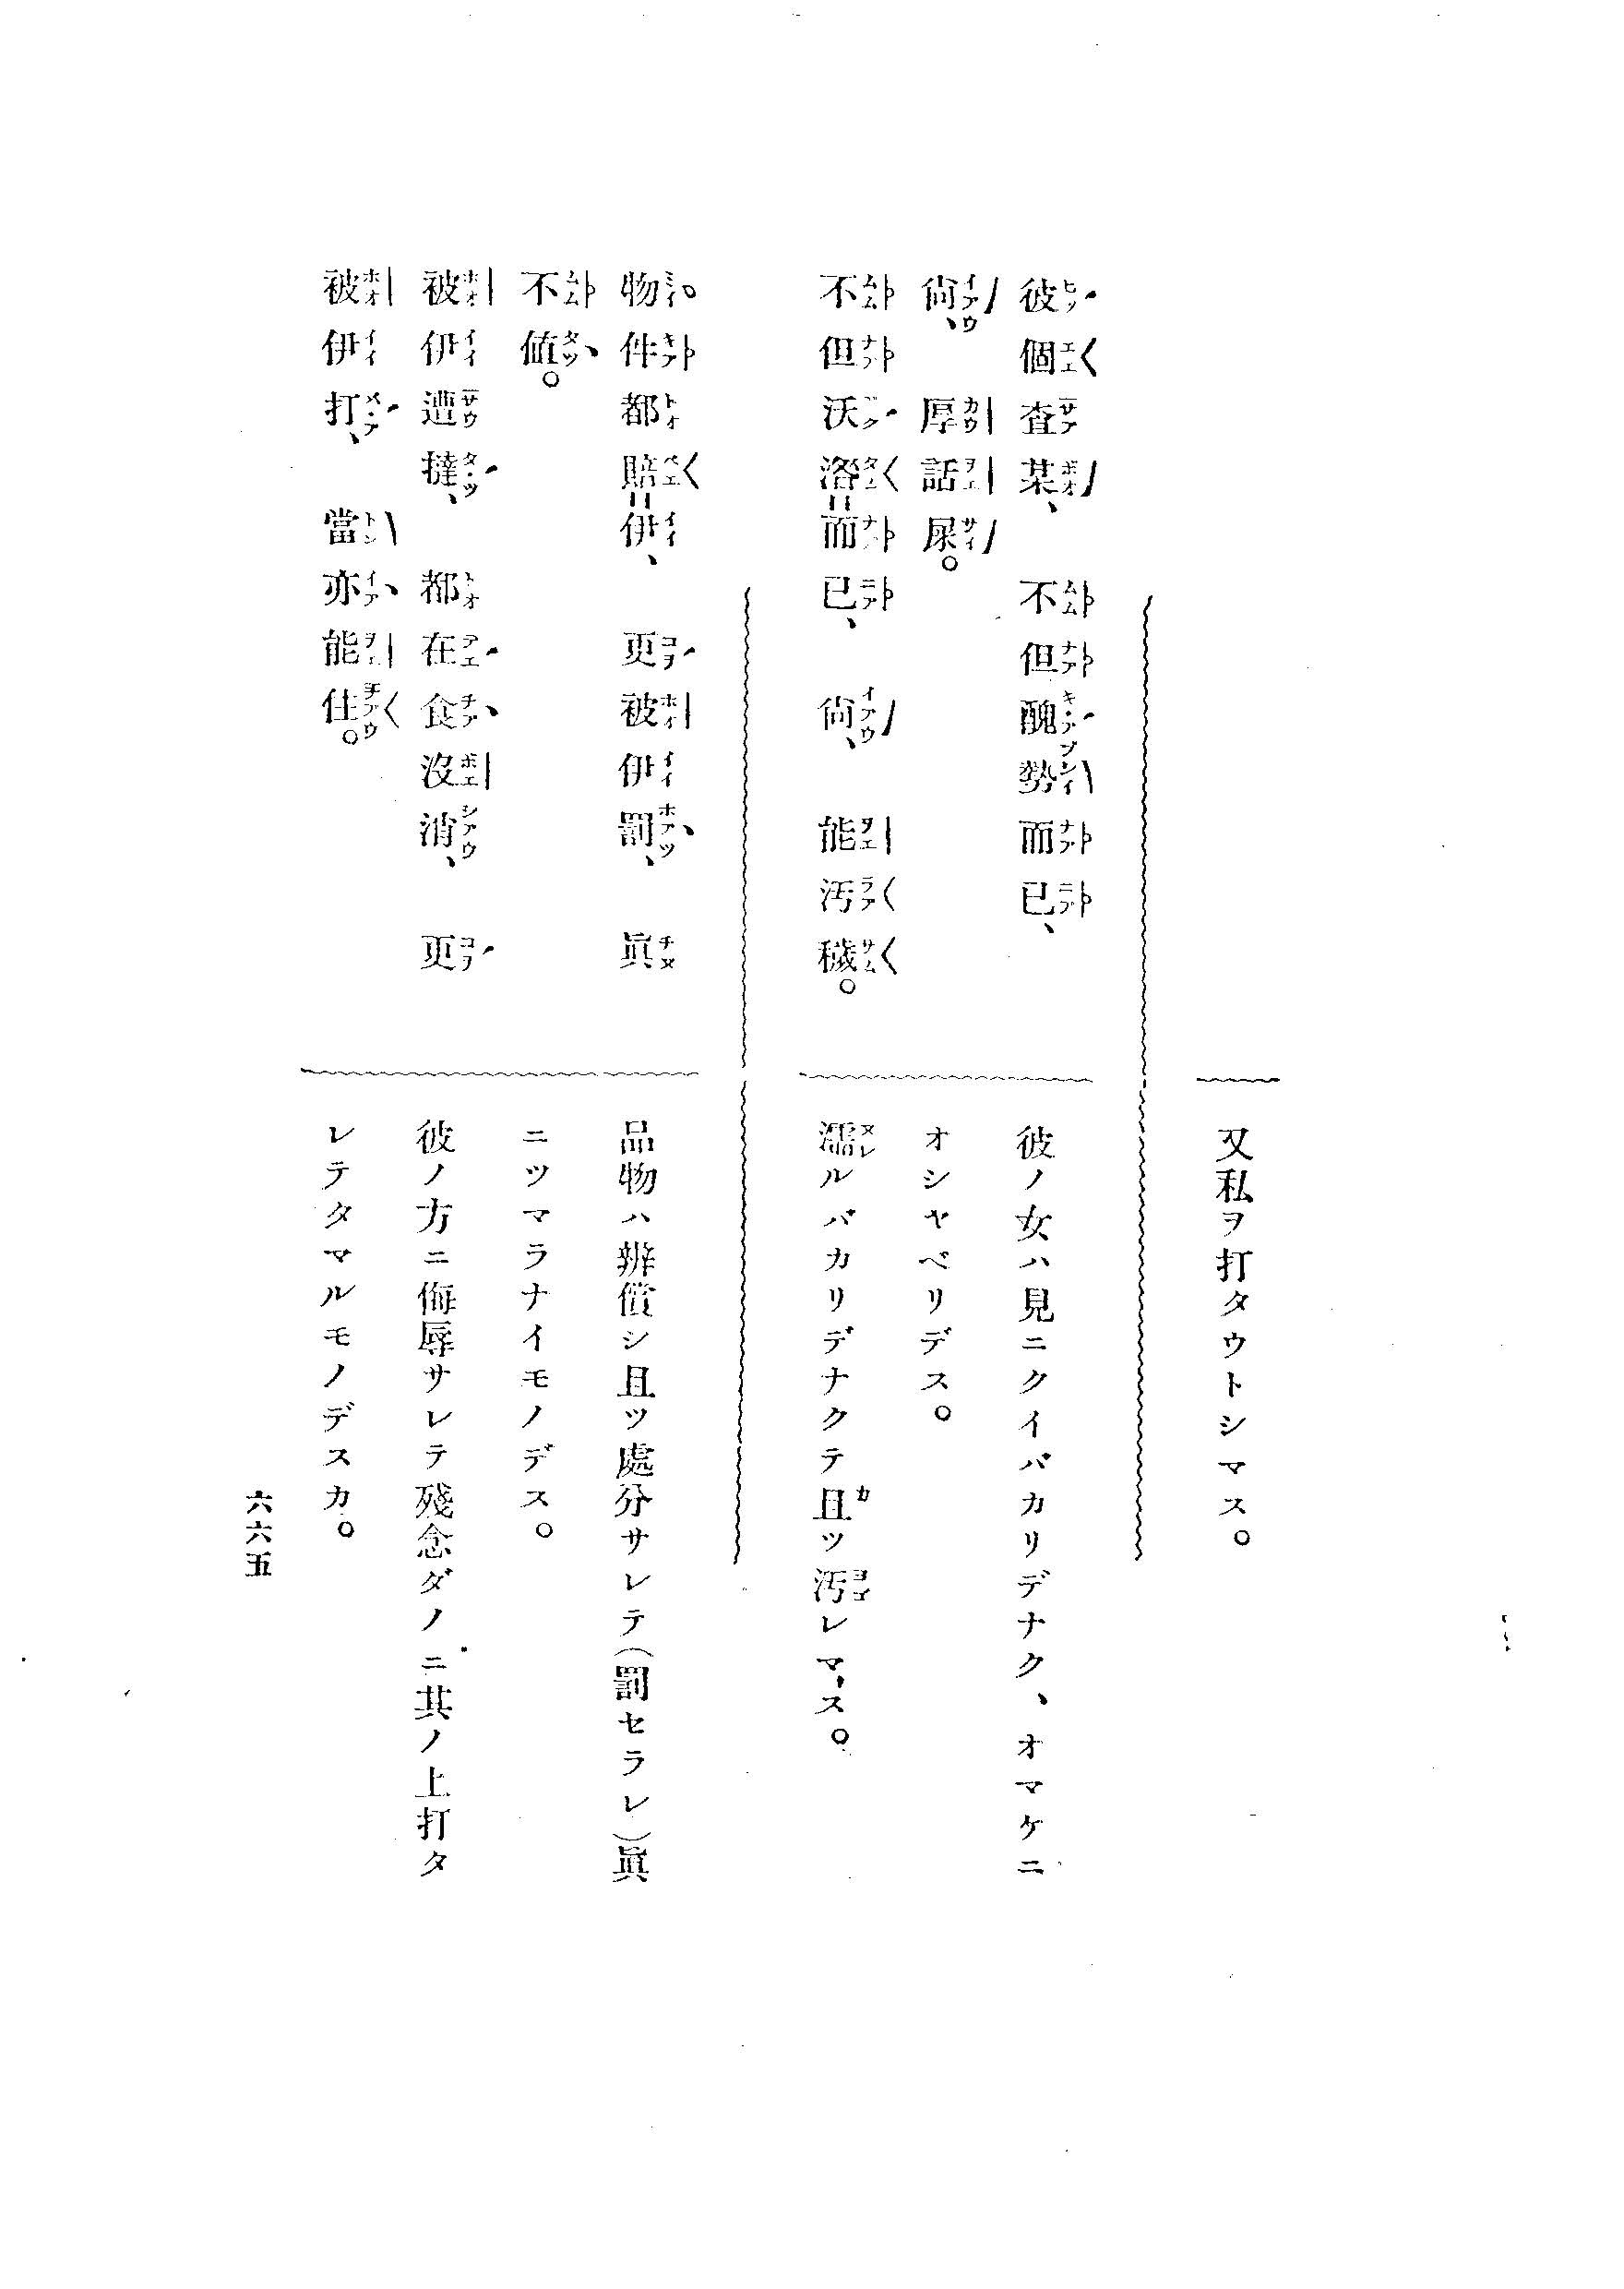 又私ヲ打タウトシマス。
彼個査某、不但醜勢而已、
尙、厚話屎。
彼ノ女ハ見ニクイバカリデナク、オマケニ
オシヤベリデス。
不但沃澹而已、尙、能汚穢。
濡ルバカリデナクテ且ツ汚レマス。
物件都賠伊、更被伊罰、眞
不値。
品物ハ辨償シ且ツ處分サレテ(罰セラレ)眞
ニツマラナイモノデス。
被伊遭撻、都在食沒消、更
被伊打、當亦能住。
彼ノ方ニ侮辱サレテ殘念ダノニ其ノ上打タ
レテタマルモノデスカ。
六六五